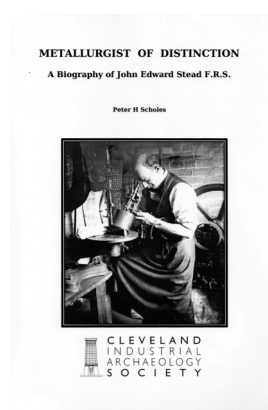 METALLURGIST OF DISTINCTION
A Biography of John Edward Stead F.R.S.
Peter H Scholes
CLEVELAND
INDUSTRIAL
ARCHAEOLOGY
SOCIETY